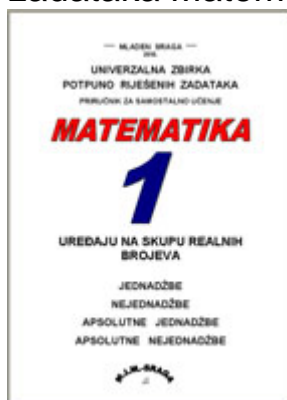 — MLADEN SRAGA —
UNIVERZALNA ZBIRKA
POTPUNO RIJEŠENIH ZADATAKA
PRIRUČNIK ZA SAMOSTALNO UČENJE
MATEMATIKA
1
UREĐAJU NA SKUPU REALNIH
BROJEVA
JEDNADŽBE
NEJEDNADŽBE
APSOLUTNE JEDNADŽBE
APSOLUTNE NEJEDNADŽBE
M.I.M.-SRAGA